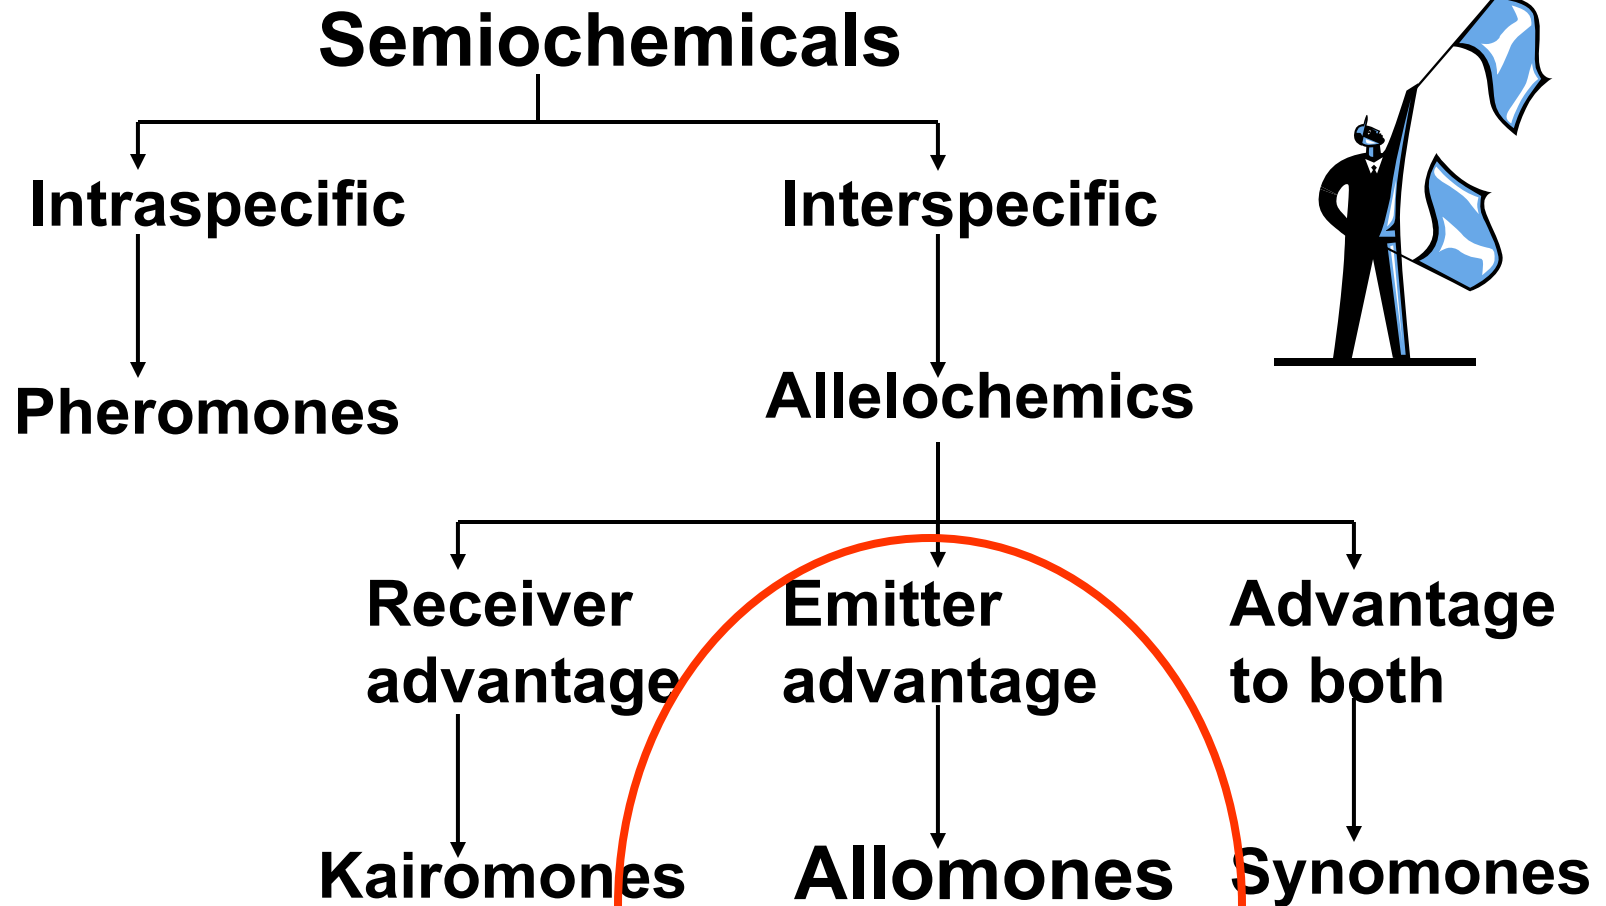 Semiochemicals
Intraspecific
Interspecific
Pheromones
Allelochemics
Receiver
advantage
Emitter
advantage
Advantage
to both
Kairomones
Allomones
Synomones